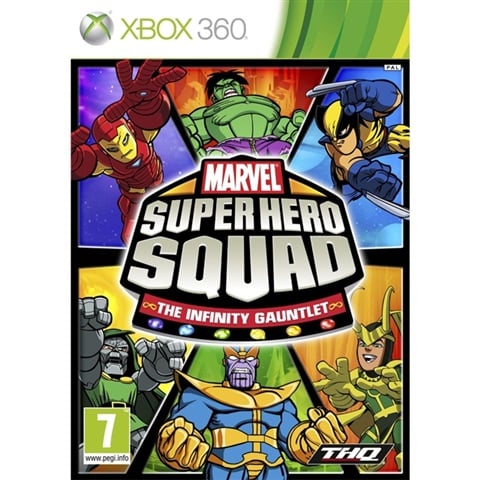 XBOX 360
PAL
MARVEL
SUPER HERO
SQUAD
THE INFINITY GAUNTLET
7
www.pegi.info
THQ